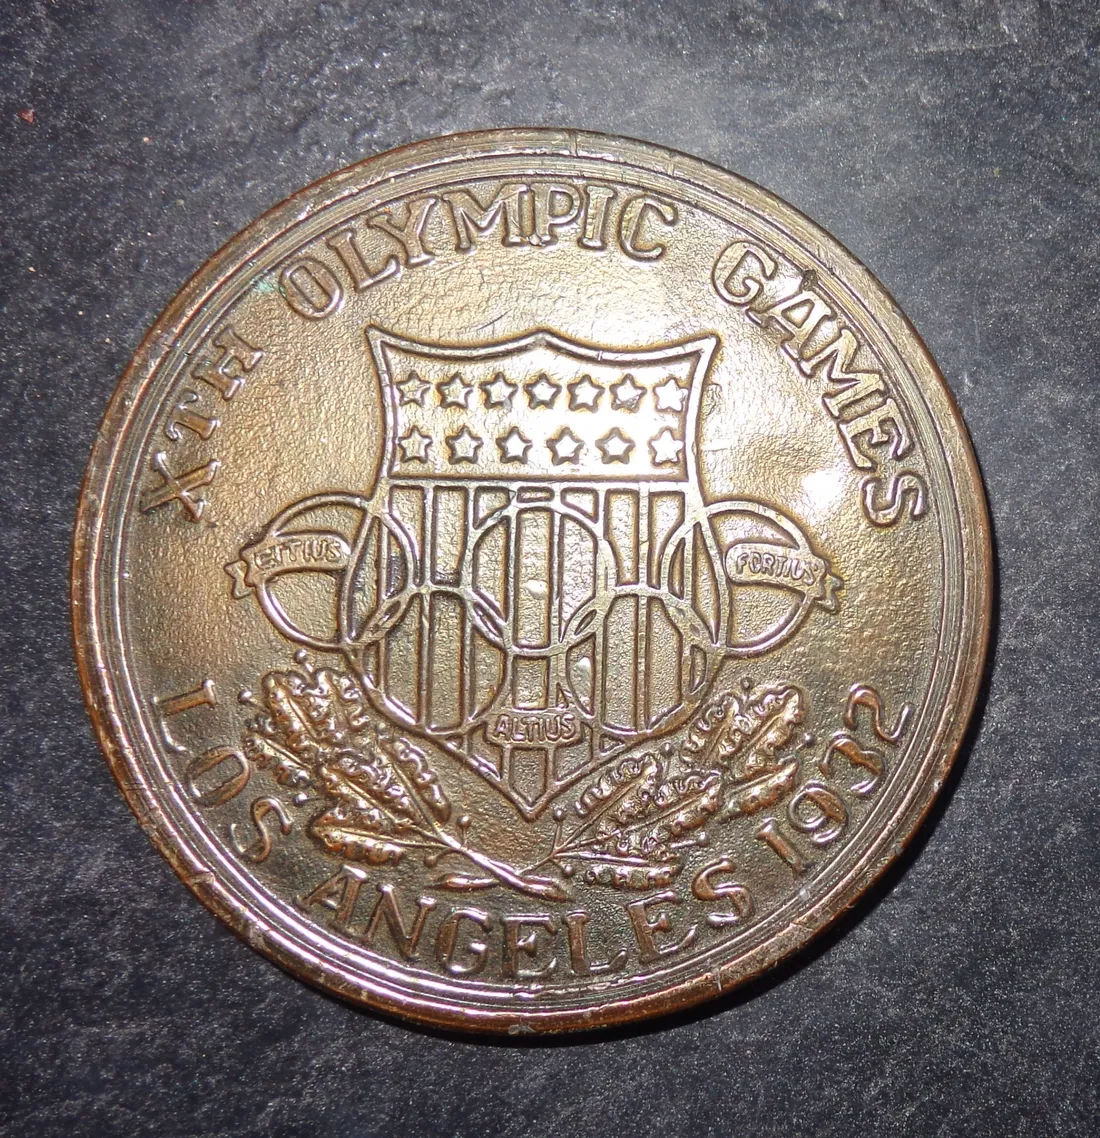 XTH OLYMPIC GAMES
CITIUS
FORTIUS
ALTIUS
LOS ANGELES 1932